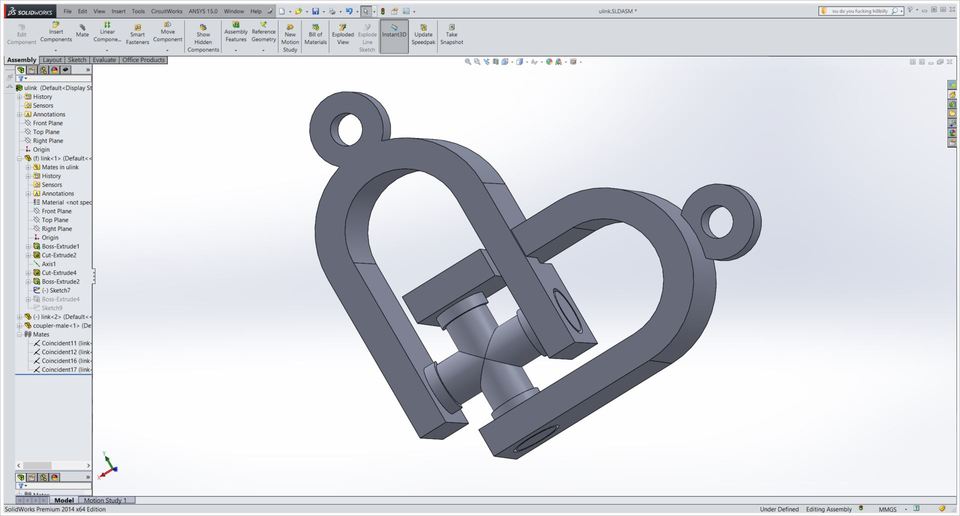 SOLIDWORKS File Edit View Insert Tools CircuitWorks ANSYS 15.0 Window Help ulink.SLDASM *
Edit Component
Insert Components
Mate
Linear Compone...
Smart Fasteners
Move Component
Show Hidden Components
Assembly Features
Reference Geometry
New Motion Study
Bill of Materials
Exploded View
Explode Line Sketch
Instant3D
Update Speedpak
Take Snapshot
Assembly Layout Sketch Evaluate Office Products
ulink (Default<Display St
History
Sensors
Annotations
Front Plane
Top Plane
Right Plane
Origin
(f) link<1> (Default<<
Mates in ulink
History
Sensors
Annotations
Material <not spec
Front Plane
Top Plane
Right Plane
Origin
Boss-Extrude1
Cut-Extrude2
Axis1
Cut-Extrude4
Boss-Extrude2
(-) Sketch7
Boss-Extrude4
Sketch9
(-) link<2> (Default<<
coupler-male<1> (De
Mates
Coincident11 (link<
Coincident12 (link<
Coincident16 (link<
Coincident17 (link<
Mates
Model Motion Study 1
SolidWorks Premium 2014 x64 Edition Under Defined Editing Assembly MMGS